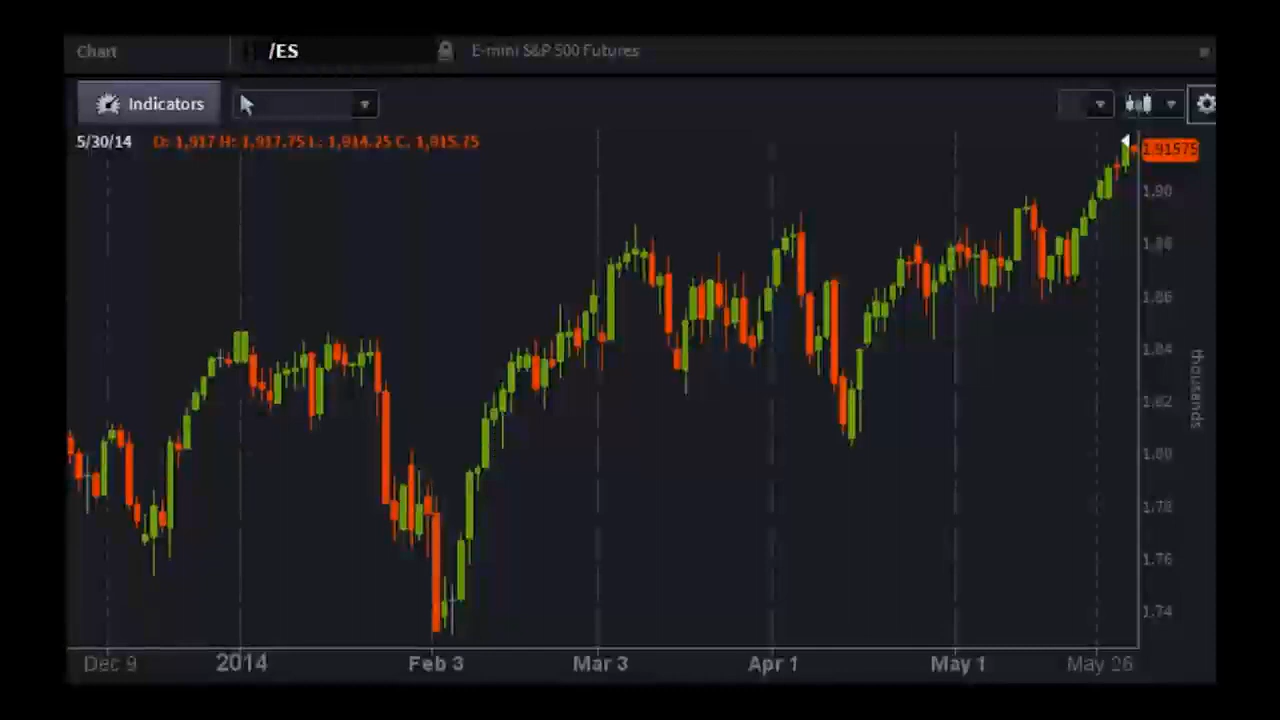 Chart /ES E-mini S&P 500 Futures
Indicators
5/30/14 O: 1,917 H: 1,917.75 L: 1,914.25 C: 1,915.75
1.91575
1.90
1.88
1.86
1.84
1.82
1.80
1.78
1.76
1.74
thousands
Dec 9 2014 Feb 3 Mar 3 Apr 1 May 1 May 26